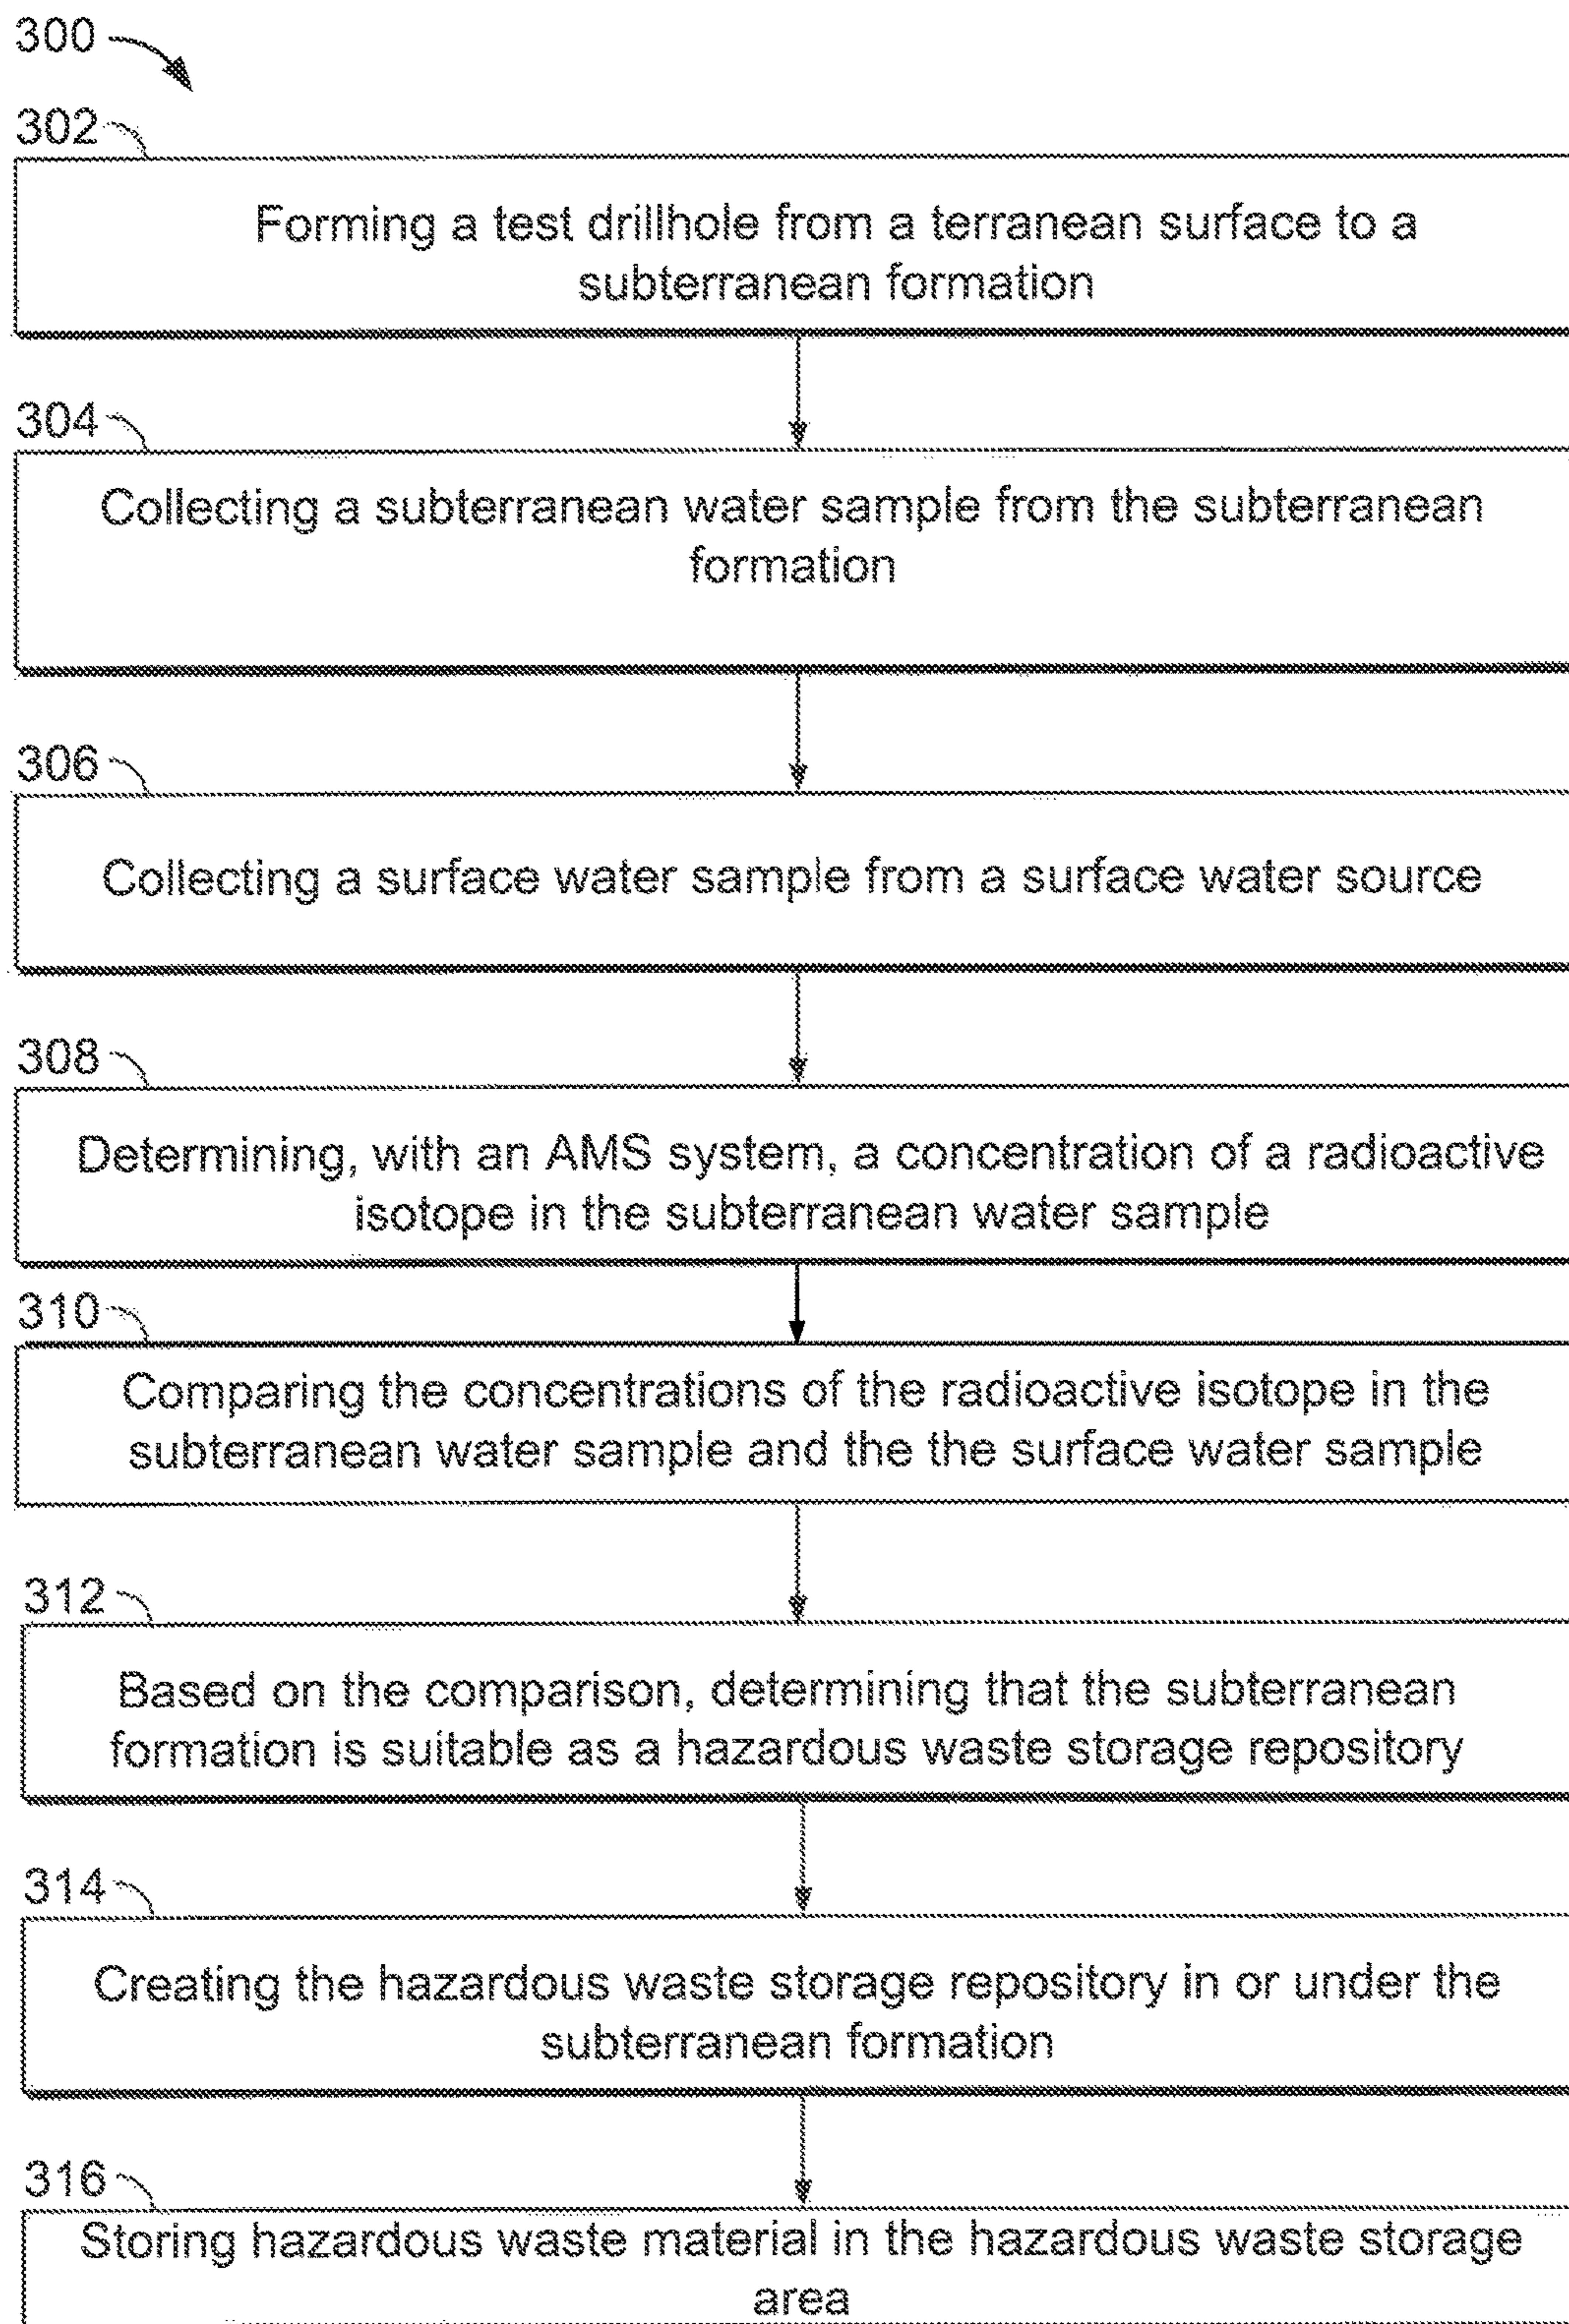 300
302
Forming a test drillhole from a terranean surface to a
subterranean formation
304
Collecting a subterranean water sample from the subterranean
formation
306
Collecting a surface water sample from a surface water source
308
Determining, with an AMS system, a concentration of a radioactive
isotope in the subterranean water sample
310
Comparing the concentrations of the radioactive isotope in the
subterranean water sample and the the surface water sample
312
Based on the comparison, determining that the subterranean
formation is suitable as a hazardous waste storage repository
314
Creating the hazardous waste storage repository in or under the
subterranean formation
316
Storing hazardous waste material in the hazardous waste storage
area